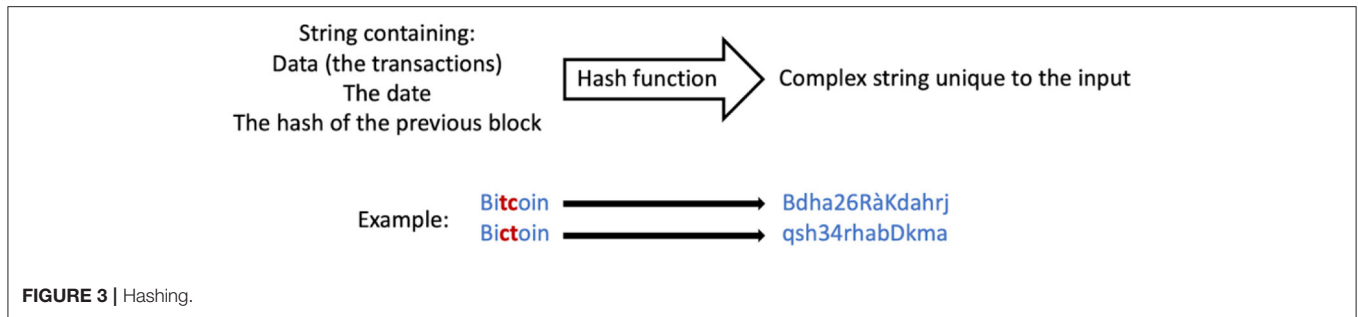 String containing:
Data (the transactions)
The date
The hash of the previous block
Hash function
Complex string unique to the input
Example:
Bitcoin
Bdha26RàKdahrj
Bictoin
qsh34rhabDkma
FIGURE 3 | Hashing.